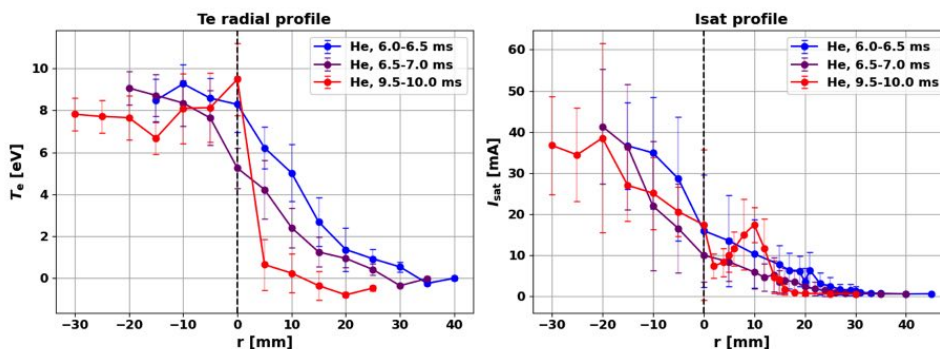 Te radial profile
He, 6.0-6.5 ms
He, 6.5-7.0 ms
He, 9.5-10.0 ms
Te [eV]
10
8
6
4
2
0
−30 −20 −10 0 10 20 30 40
r [mm]
Isat profile
He, 6.0-6.5 ms
He, 6.5-7.0 ms
He, 9.5-10.0 ms
Isat [mA]
60
50
40
30
20
10
0
−30 −20 −10 0 10 20 30 40
r [mm]